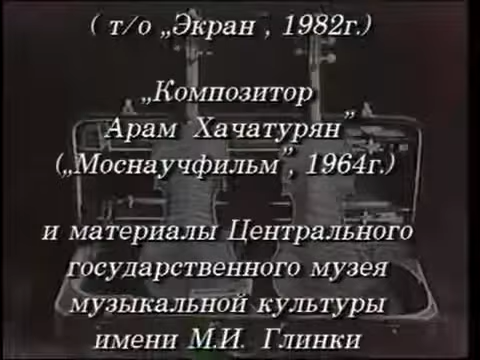 ( т/о „Экран", 1982г.)
„Композитор
Арам Хачатурян"
(„Моснаучфильм", 1964г.)
и материалы Центрального
государственного музея
музыкальной культуры
имени М.И. Глинки